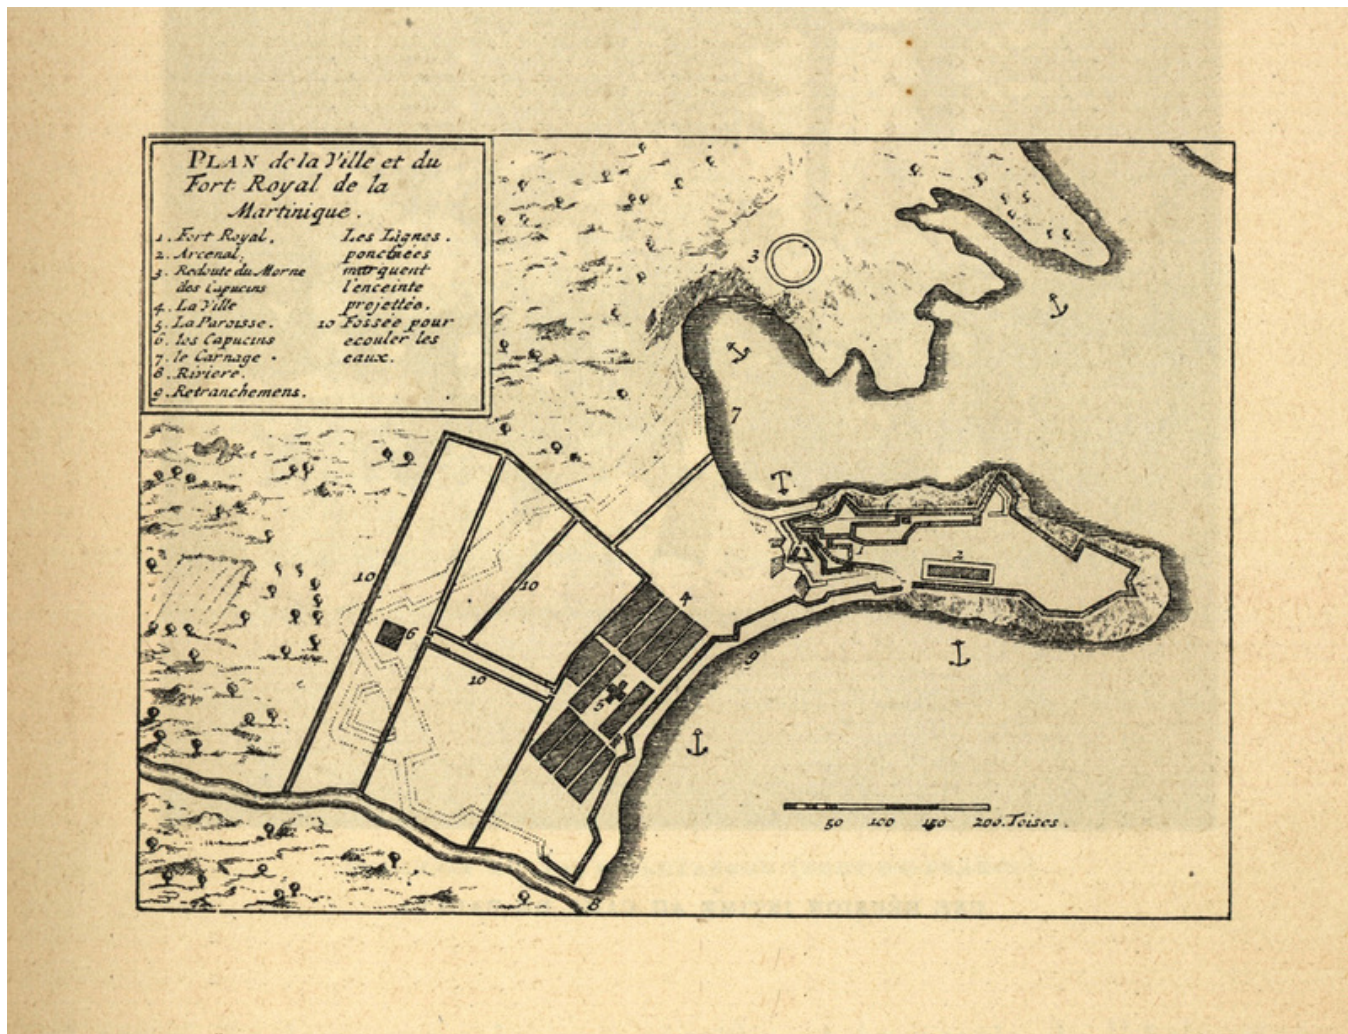 PLAN de la Ville et du
Fort Royal de la
Martinique.
1. Fort Royal.
2. Arcenal.
3. Redoute du Morne
des Capucins
4. La Ville
5. La Paroisse.
6. les Capucins
7. le Carnage.
8. Riviere.
9. Retranchemens.
Les Lignes.
ponctuées
marquent
l'enceinte
projettée.
10 Fossée pour
ecouler les
eaux.
3
7
1
2
10
10
4
6
9
10
5
50 100 150 200. Toises.
8